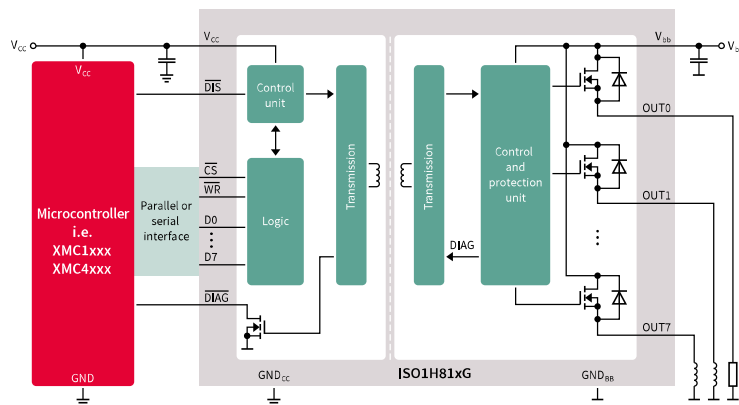 VCC
VCC
VCC
Vbb
Vb
DIS
Control
unit
OUT0
Transmission
Transmission
Control
and
protection
unit
CS
WR
Parallel or
serial
interface
Microcontroller
i.e.
XMC1xxx
XMC4xxx
Logic
D0
D7
OUT1
DIAG
DIAG
OUT7
GND
GNDCC
ISO1H81xG
GNDBB